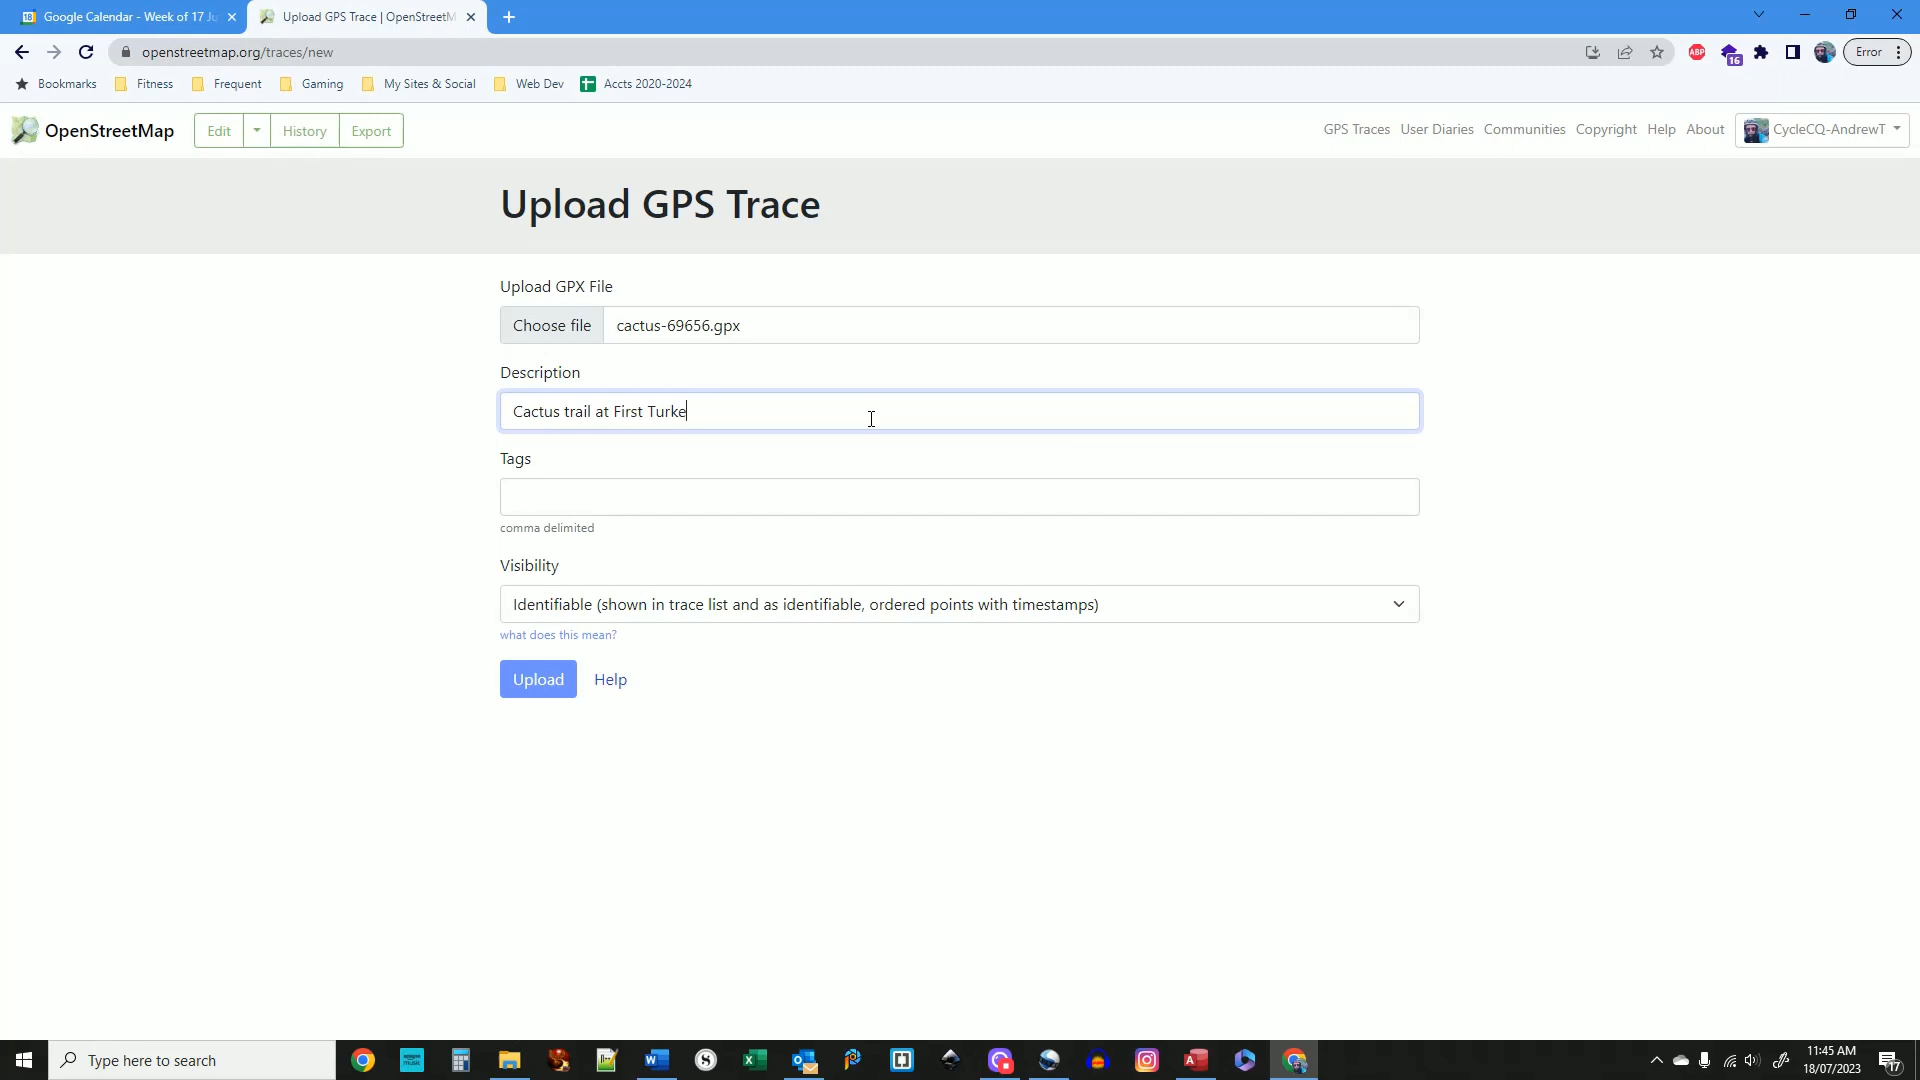 Google Calendar - Week of 17 Ju
Upload GPS Trace | OpenStreetM
openstreetmap.org/traces/new
ABP
16
Error
Bookmarks
Fitness
Frequent
Gaming
My Sites & Social
Web Dev
Accts 2020-2024
OpenStreetMap
Edit
History
Export
GPS Traces
User Diaries
Communities
Copyright
Help
About
CycleCQ-AndrewT
Upload GPS Trace
Upload GPX File
Choose file
cactus-69656.gpx
Description
Cactus trail at First Turke
Tags
comma delimited
Visibility
Identifiable (shown in trace list and as identifiable, ordered points with timestamps)
what does this mean?
Upload
Help
Type here to search
11:45 AM
18/07/2023
17